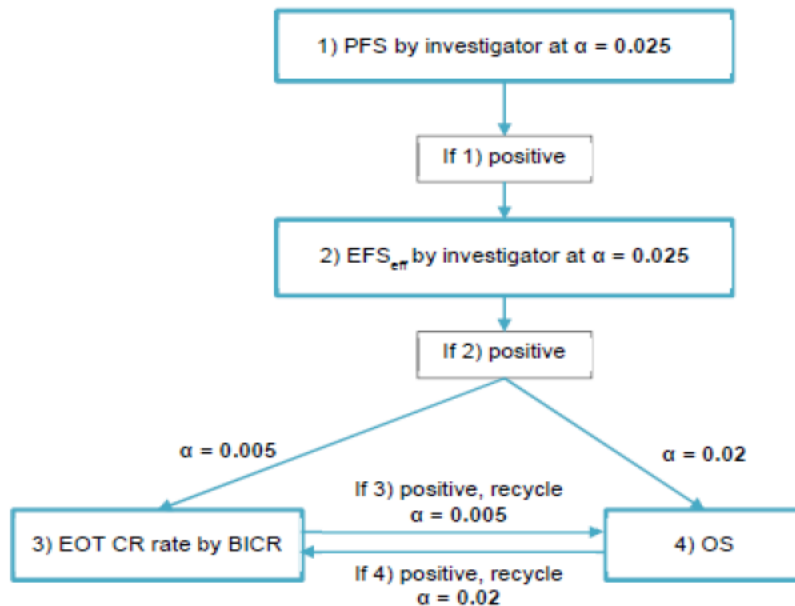 1) PFS by investigator at α = 0.025
If 1) positive
2) EFSeff by investigator at α = 0.025
If 2) positive
α = 0.005
α = 0.02
If 3) positive, recycle
α = 0.005
3) EOT CR rate by BICR
4) OS
If 4) positive, recycle
α = 0.02